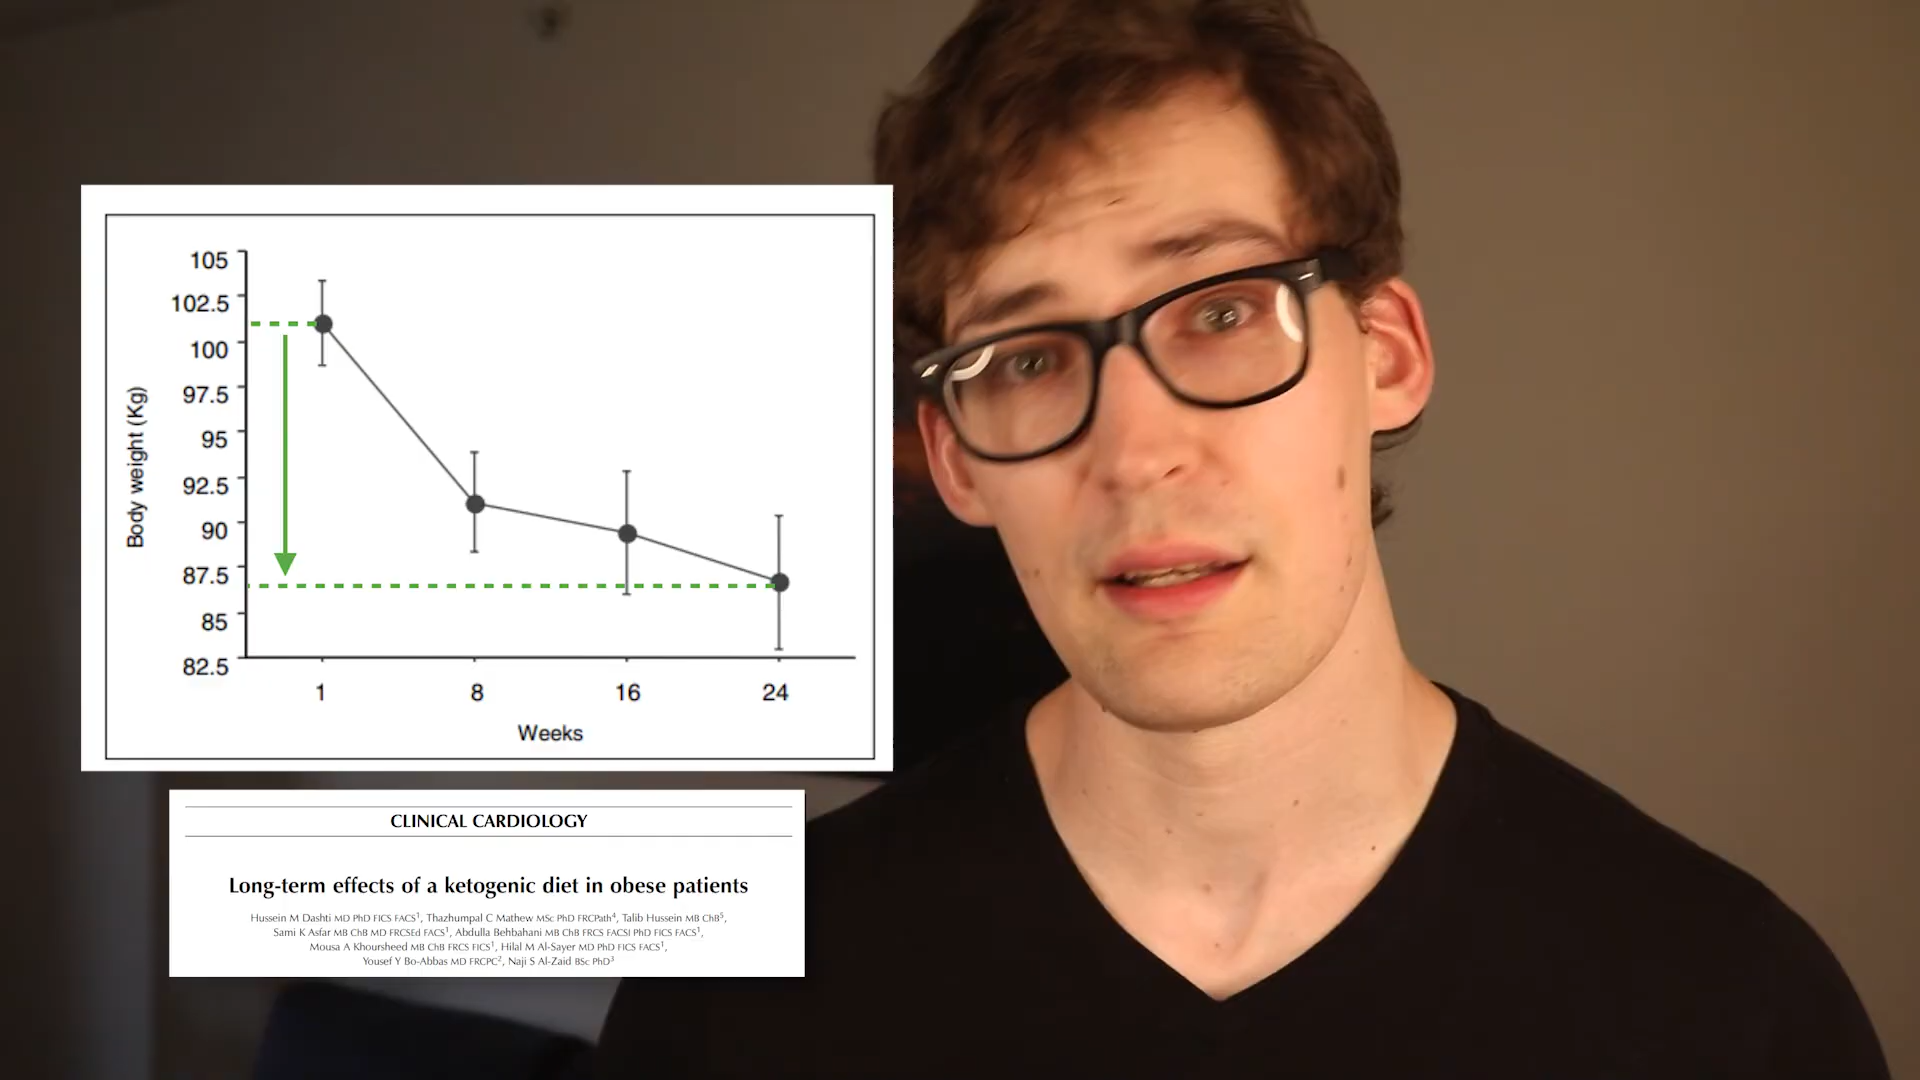 105
102.5
100
97.5
95
92.5
90
87.5
85
82.5
Body weight (Kg)
1 8 16 24
Weeks
CLINICAL CARDIOLOGY
Long-term effects of a ketogenic diet in obese patients
Hussein M Dashti MD PhD FICS FACS¹, Thazhumpal C Mathew MSc PhD FRCPath⁴, Talib Hussein MB ChB⁵,
Sami K Asfar MB ChB MD FRCSEd FACS¹, Abdulla Behbahani MB ChB FRCS FACSI PhD FICS FACS¹,
Mousa A Khoursheed MB ChB FRCS FICS¹, Hilal M Al-Sayer MD PhD FICS FACS¹,
Yousef Y Bo-Abbas MD FRCPC², Naji S Al-Zaid BSc PhD³